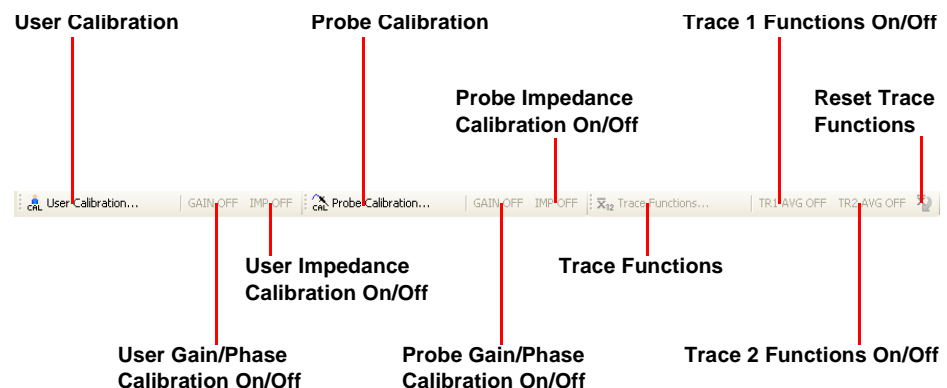 User Calibration
Probe Calibration
Trace 1 Functions On/Off
Probe Impedance
Calibration On/Off
Reset Trace
Functions
CAL User Calibration...
GAIN OFF
IMP OFF
CAL Probe Calibration...
GAIN OFF
IMP OFF
X12 Trace Functions...
TR1 AVG OFF
TR2 AVG OFF
User Impedance
Calibration On/Off
Trace Functions
User Gain/Phase
Calibration On/Off
Probe Gain/Phase
Calibration On/Off
Trace 2 Functions On/Off